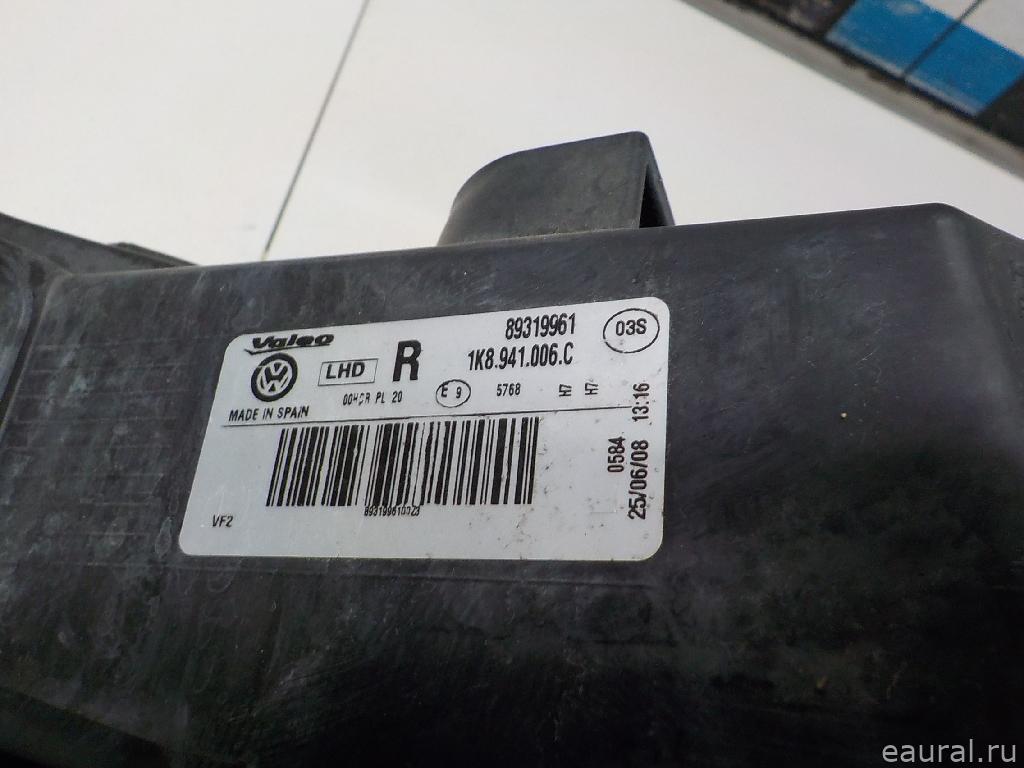 Valeo
89319961
03S
LHD R
1K8.941.006.C
00HCR PL 20
E 9
5768
H7 H7
MADE IN SPAIN
0584 13:16
25/06/08
VF2
eaural.ru